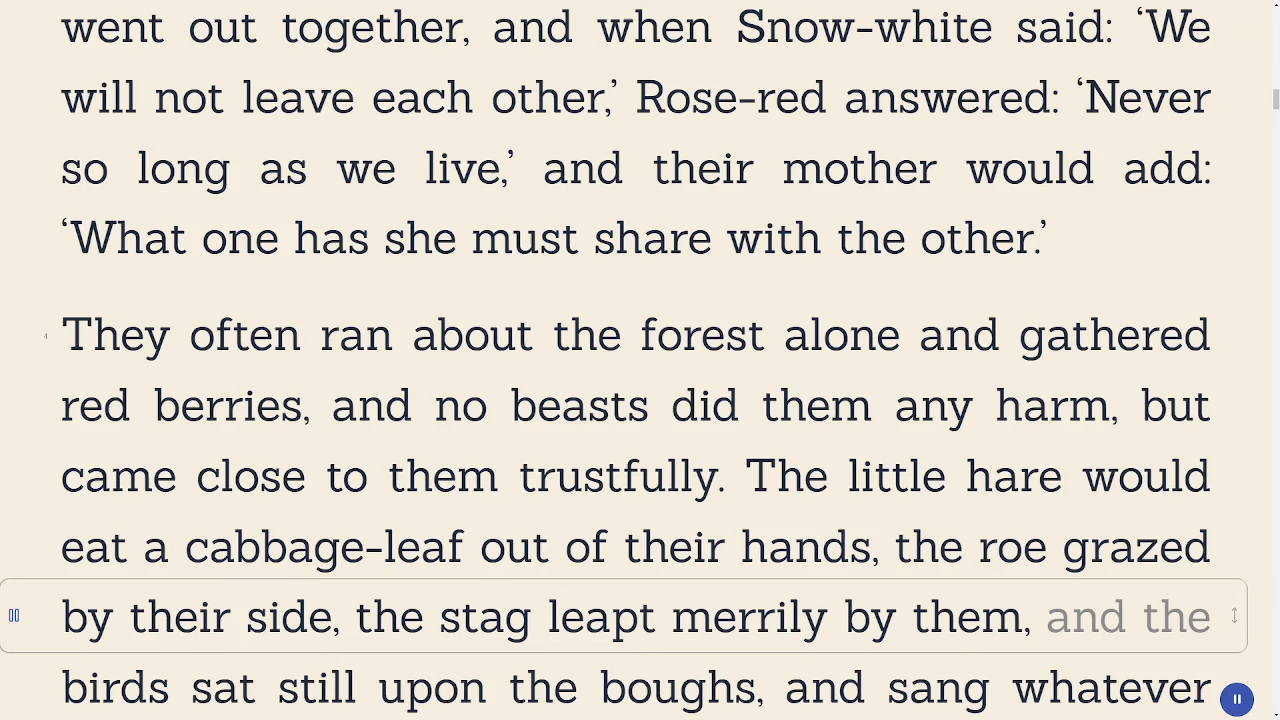 went out together, and when Snow-white said: ‘We
will not leave each other,’ Rose-red answered: ‘Never
so long as we live,’ and their mother would add:
‘What one has she must share with the other.’
They often ran about the forest alone and gathered
red berries, and no beasts did them any harm, but
came close to them trustfully. The little hare would
eat a cabbage-leaf out of their hands, the roe grazed
by their side, the stag leapt merrily by them, and the
birds sat still upon the boughs, and sang whatever